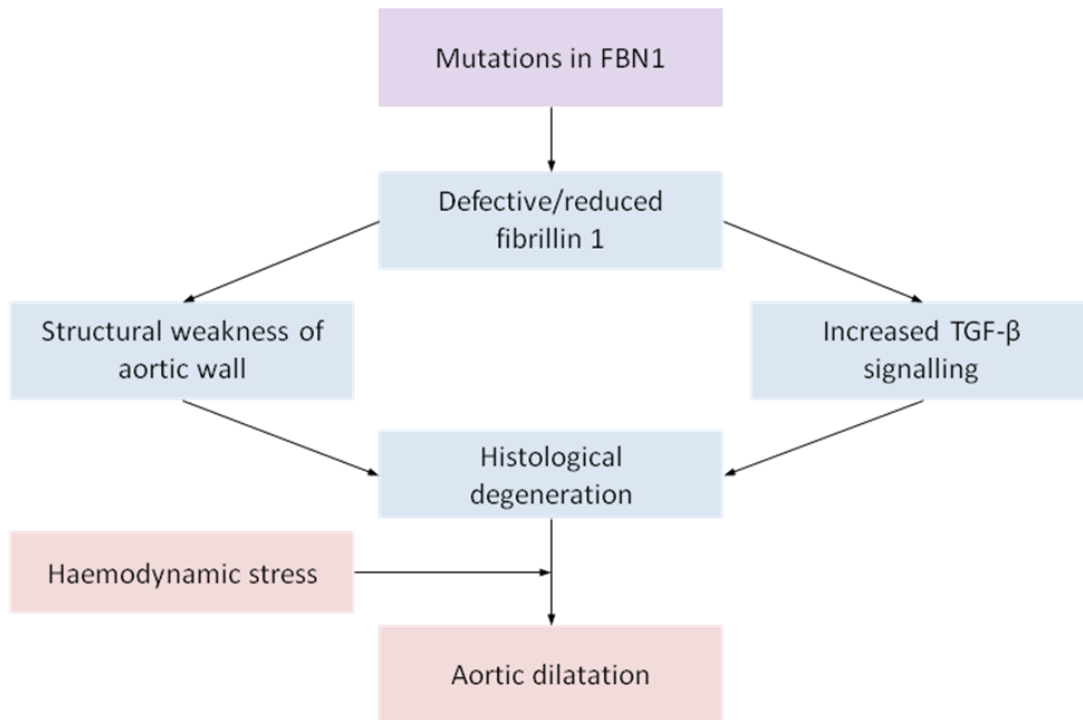 Mutations in FBN1
Defective/reduced
fibrillin 1
Structural weakness of
aortic wall
Increased TGF-β
signalling
Histological
degeneration
Haemodynamic stress
Aortic dilatation